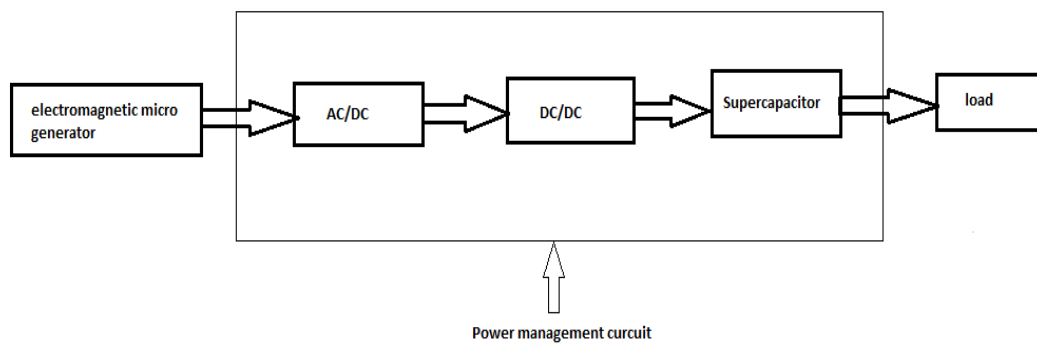 electromagnetic micro
generator
AC/DC
DC/DC
Supercapacitor
load
Power management curcuit